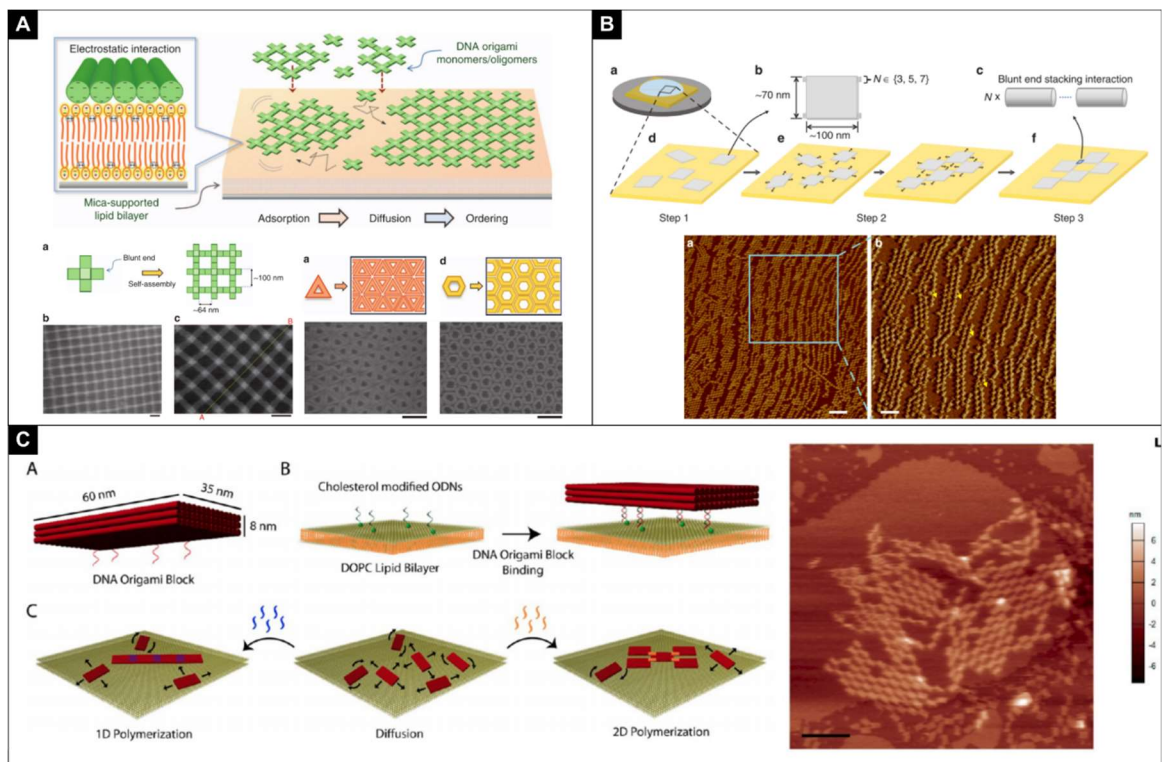 A
Electrostatic interaction
DNA origami
monomers/oligomers
Mica-supported
lipid bilayer
Adsorption
Diffusion
Ordering
a
Blunt end
Self-assembly
~100 nm
~64 nm
a
d
b
c
B
A
B
a
b
N ∈ {3, 5, 7}
~70 nm
~100 nm
c
Blunt end stacking interaction
N x
d
e
f
Step 1
Step 2
Step 3
a
b
C
A
60 nm
35 nm
8 nm
DNA Origami Block
B
Cholesterol modified ODNs
DOPC Lipid Bilayer
DNA Origami Block
Binding
C
1D Polymerization
Diffusion
2D Polymerization
L
nm
6
4
2
0
-2
-4
-6